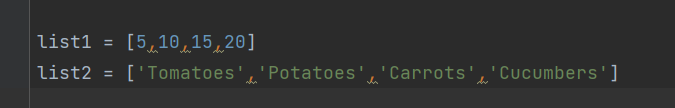 list1 = [5,10,15,20]
list2 = ['Tomatoes','Potatoes','Carrots','Cucumbers']